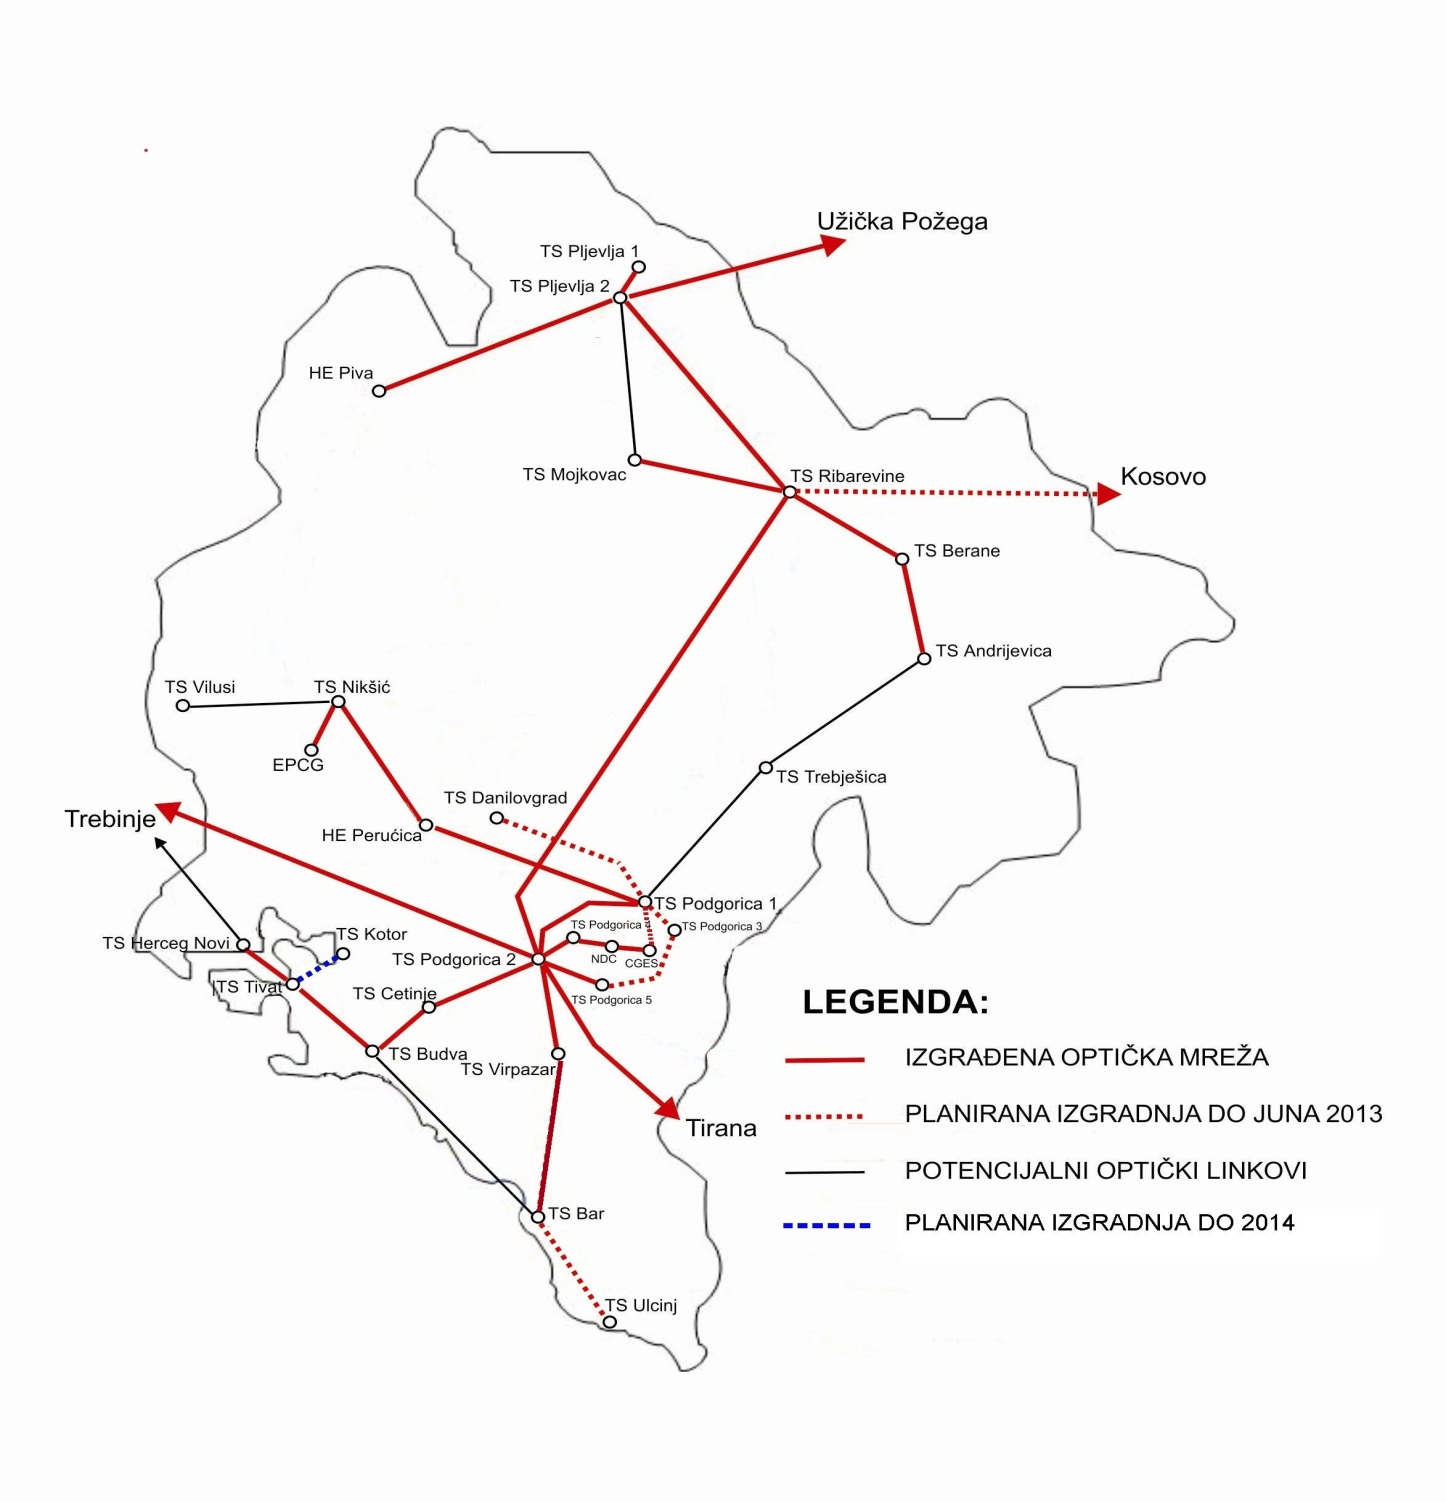 Užička Požega
TS Pljevlja 1
TS Pljevlja 2
HE Piva
TS Mojkovac
TS Ribarevine
Kosovo
TS Berane
TS Andrijevica
TS Vilusi
TS Nikšić
EPCG
TS Trebješica
TS Danilovgrad
Trebinje
HE Perućica
TS Podgorica 1
TS Podgorica 4
TS Podgorica 3
TS Kotor
TS Herceg Novi
TS Podgorica 2
NDC
CGES
TS Tivat
TS Cetinje
TS Podgorica 5
TS Budva
TS Virpazar
Tirana
TS Bar
TS Ulcinj
LEGENDA:
IZGRAĐENA OPTIČKA MREŽA
PLANIRANA IZGRADNJA DO JUNA 2013
POTENCIJALNI OPTIČKI LINKOVI
PLANIRANA IZGRADNJA DO 2014